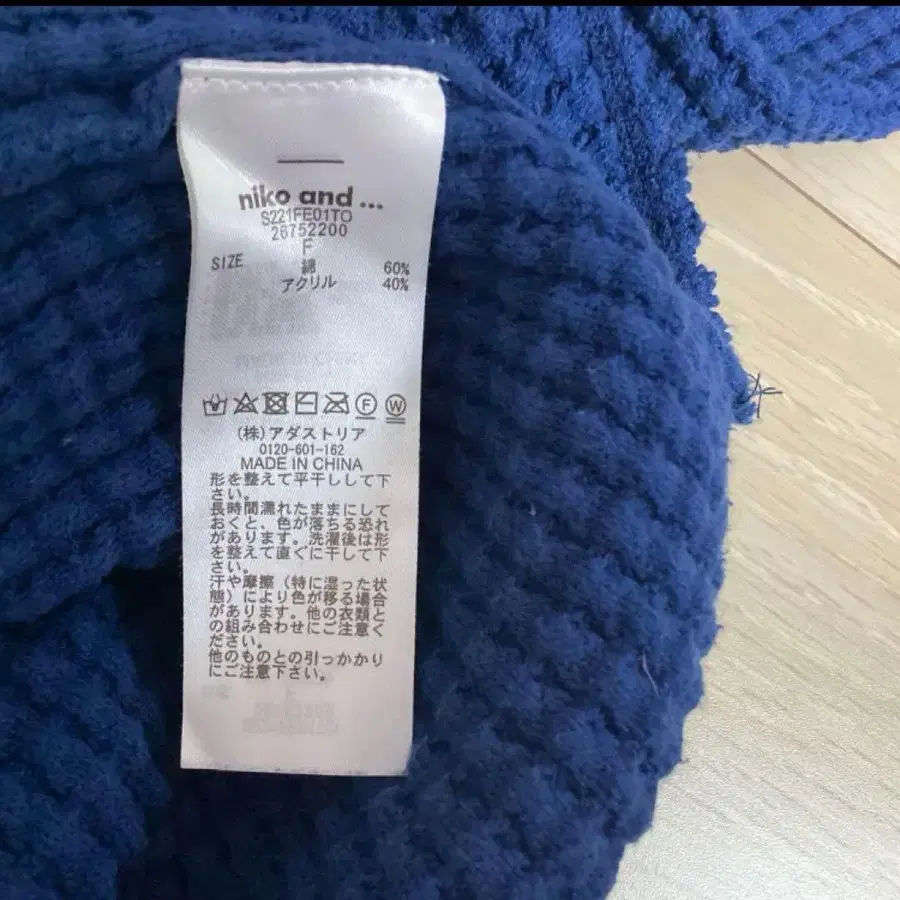 niko and ...
S221FE01TO
26752200
F
SIZE
綿 60%
アクリル 40%
F W
(株)アダストリア
0120-601-162
MADE IN CHINA
形を整えて平干しして下
さい。
長時間濡れたままにして
おくと、色が落ちる恐れ
があります。洗濯後は形
を整えて直ぐに干して下
さい。
汗や摩擦(特に湿った状
態)により色が移る場合
があります。他の衣類と
の組み合わせにご注意く
ださい。
他のものとの引っかかり
にご注意下さい。